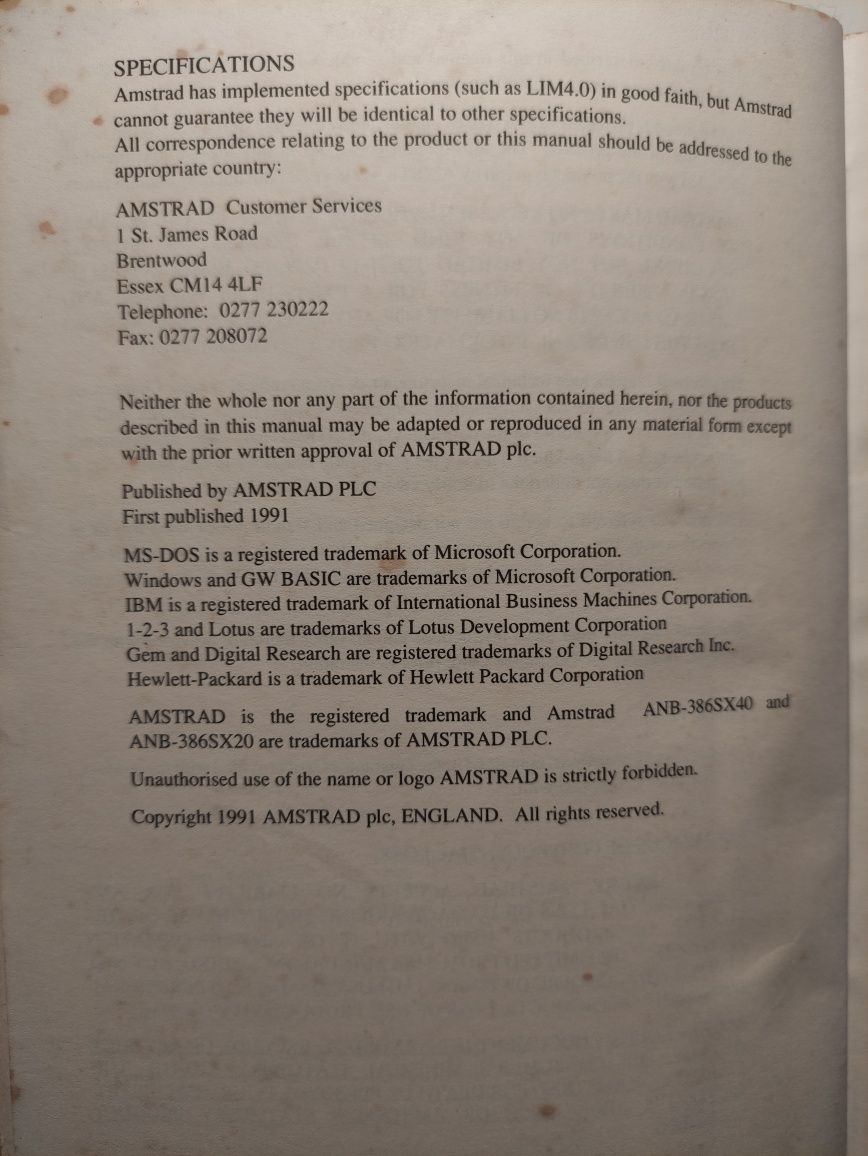 SPECIFICATIONS
Amstrad has implemented specifications (such as LIM4.0) in good faith, but Amstrad
cannot guarantee they will be identical to other specifications.
All correspondence relating to the product or this manual should be addressed to the
appropriate country:
AMSTRAD Customer Services
1 St. James Road
Brentwood
Essex CM14 4LF
Telephone: 0277 230222
Fax: 0277 208072
Neither the whole nor any part of the information contained herein, nor the products
described in this manual may be adapted or reproduced in any material form except
with the prior written approval of AMSTRAD plc.
Published by AMSTRAD PLC
First published 1991
MS-DOS is a registered trademark of Microsoft Corporation.
Windows and GW BASIC are trademarks of Microsoft Corporation.
IBM is a registered trademark of International Business Machines Corporation.
1-2-3 and Lotus are trademarks of Lotus Development Corporation
Gem and Digital Research are registered trademarks of Digital Research Inc.
Hewlett-Packard is a trademark of Hewlett Packard Corporation
AMSTRAD is the registered trademark and Amstrad ANB-386SX40 and
ANB-386SX20 are trademarks of AMSTRAD PLC.
Unauthorised use of the name or logo AMSTRAD is strictly forbidden.
Copyright 1991 AMSTRAD plc, ENGLAND. All rights reserved.